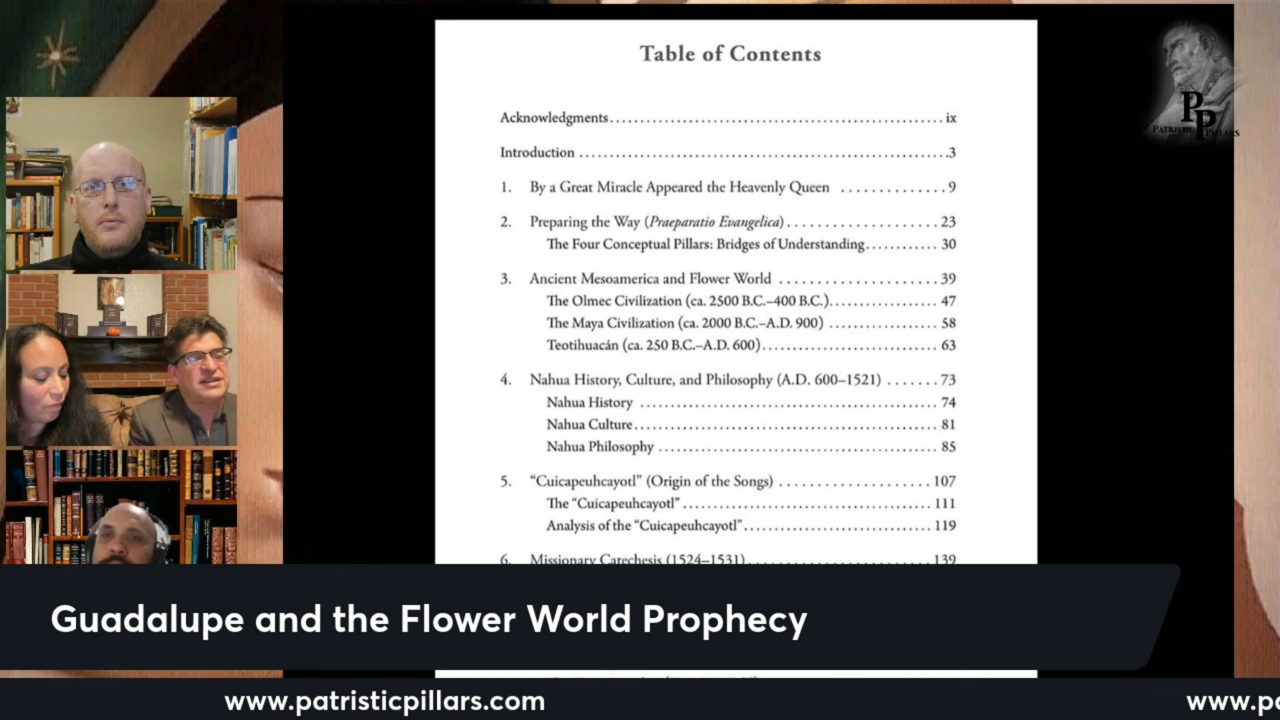 Table of Contents
Acknowledgments ix
Introduction 3
1. By a Great Miracle Appeared the Heavenly Queen 9
2. Preparing the Way (Praeparatio Evangelica) 23
The Four Conceptual Pillars: Bridges of Understanding 30
3. Ancient Mesoamerica and Flower World 39
The Olmec Civilization (ca. 2500 B.C.–400 B.C.) 47
The Maya Civilization (ca. 2000 B.C.–A.D. 900) 58
Teotihuacán (ca. 250 B.C.–A.D. 600) 63
4. Nahua History, Culture, and Philosophy (A.D. 600–1521) 73
Nahua History 74
Nahua Culture 81
Nahua Philosophy 85
5. “Cuicapeuhcayotl” (Origin of the Songs) 107
The “Cuicapeuhcayotl” 111
Analysis of the “Cuicapeuhcayotl” 119
6. Missionary Catechesis (1524–1531) 139
PP
PATRISTIC PILLARS
Guadalupe and the Flower World Prophecy
www.patristicpillars.com www.pa